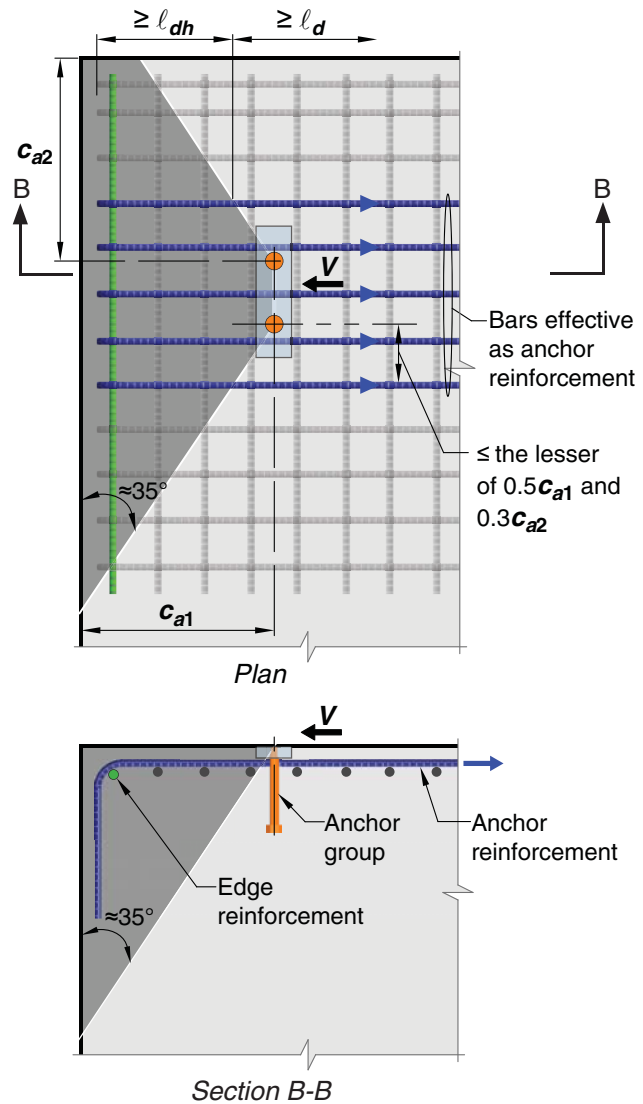 ≥ ℓdh
≥ ℓd
ca2
B
B
V
Bars effective
as anchor
reinforcement
≤ the lesser
of 0.5ca1 and
0.3ca2
≈35°
ca1
Plan
V
Anchor
group
Anchor
reinforcement
Edge
reinforcement
≈35°
Section B-B